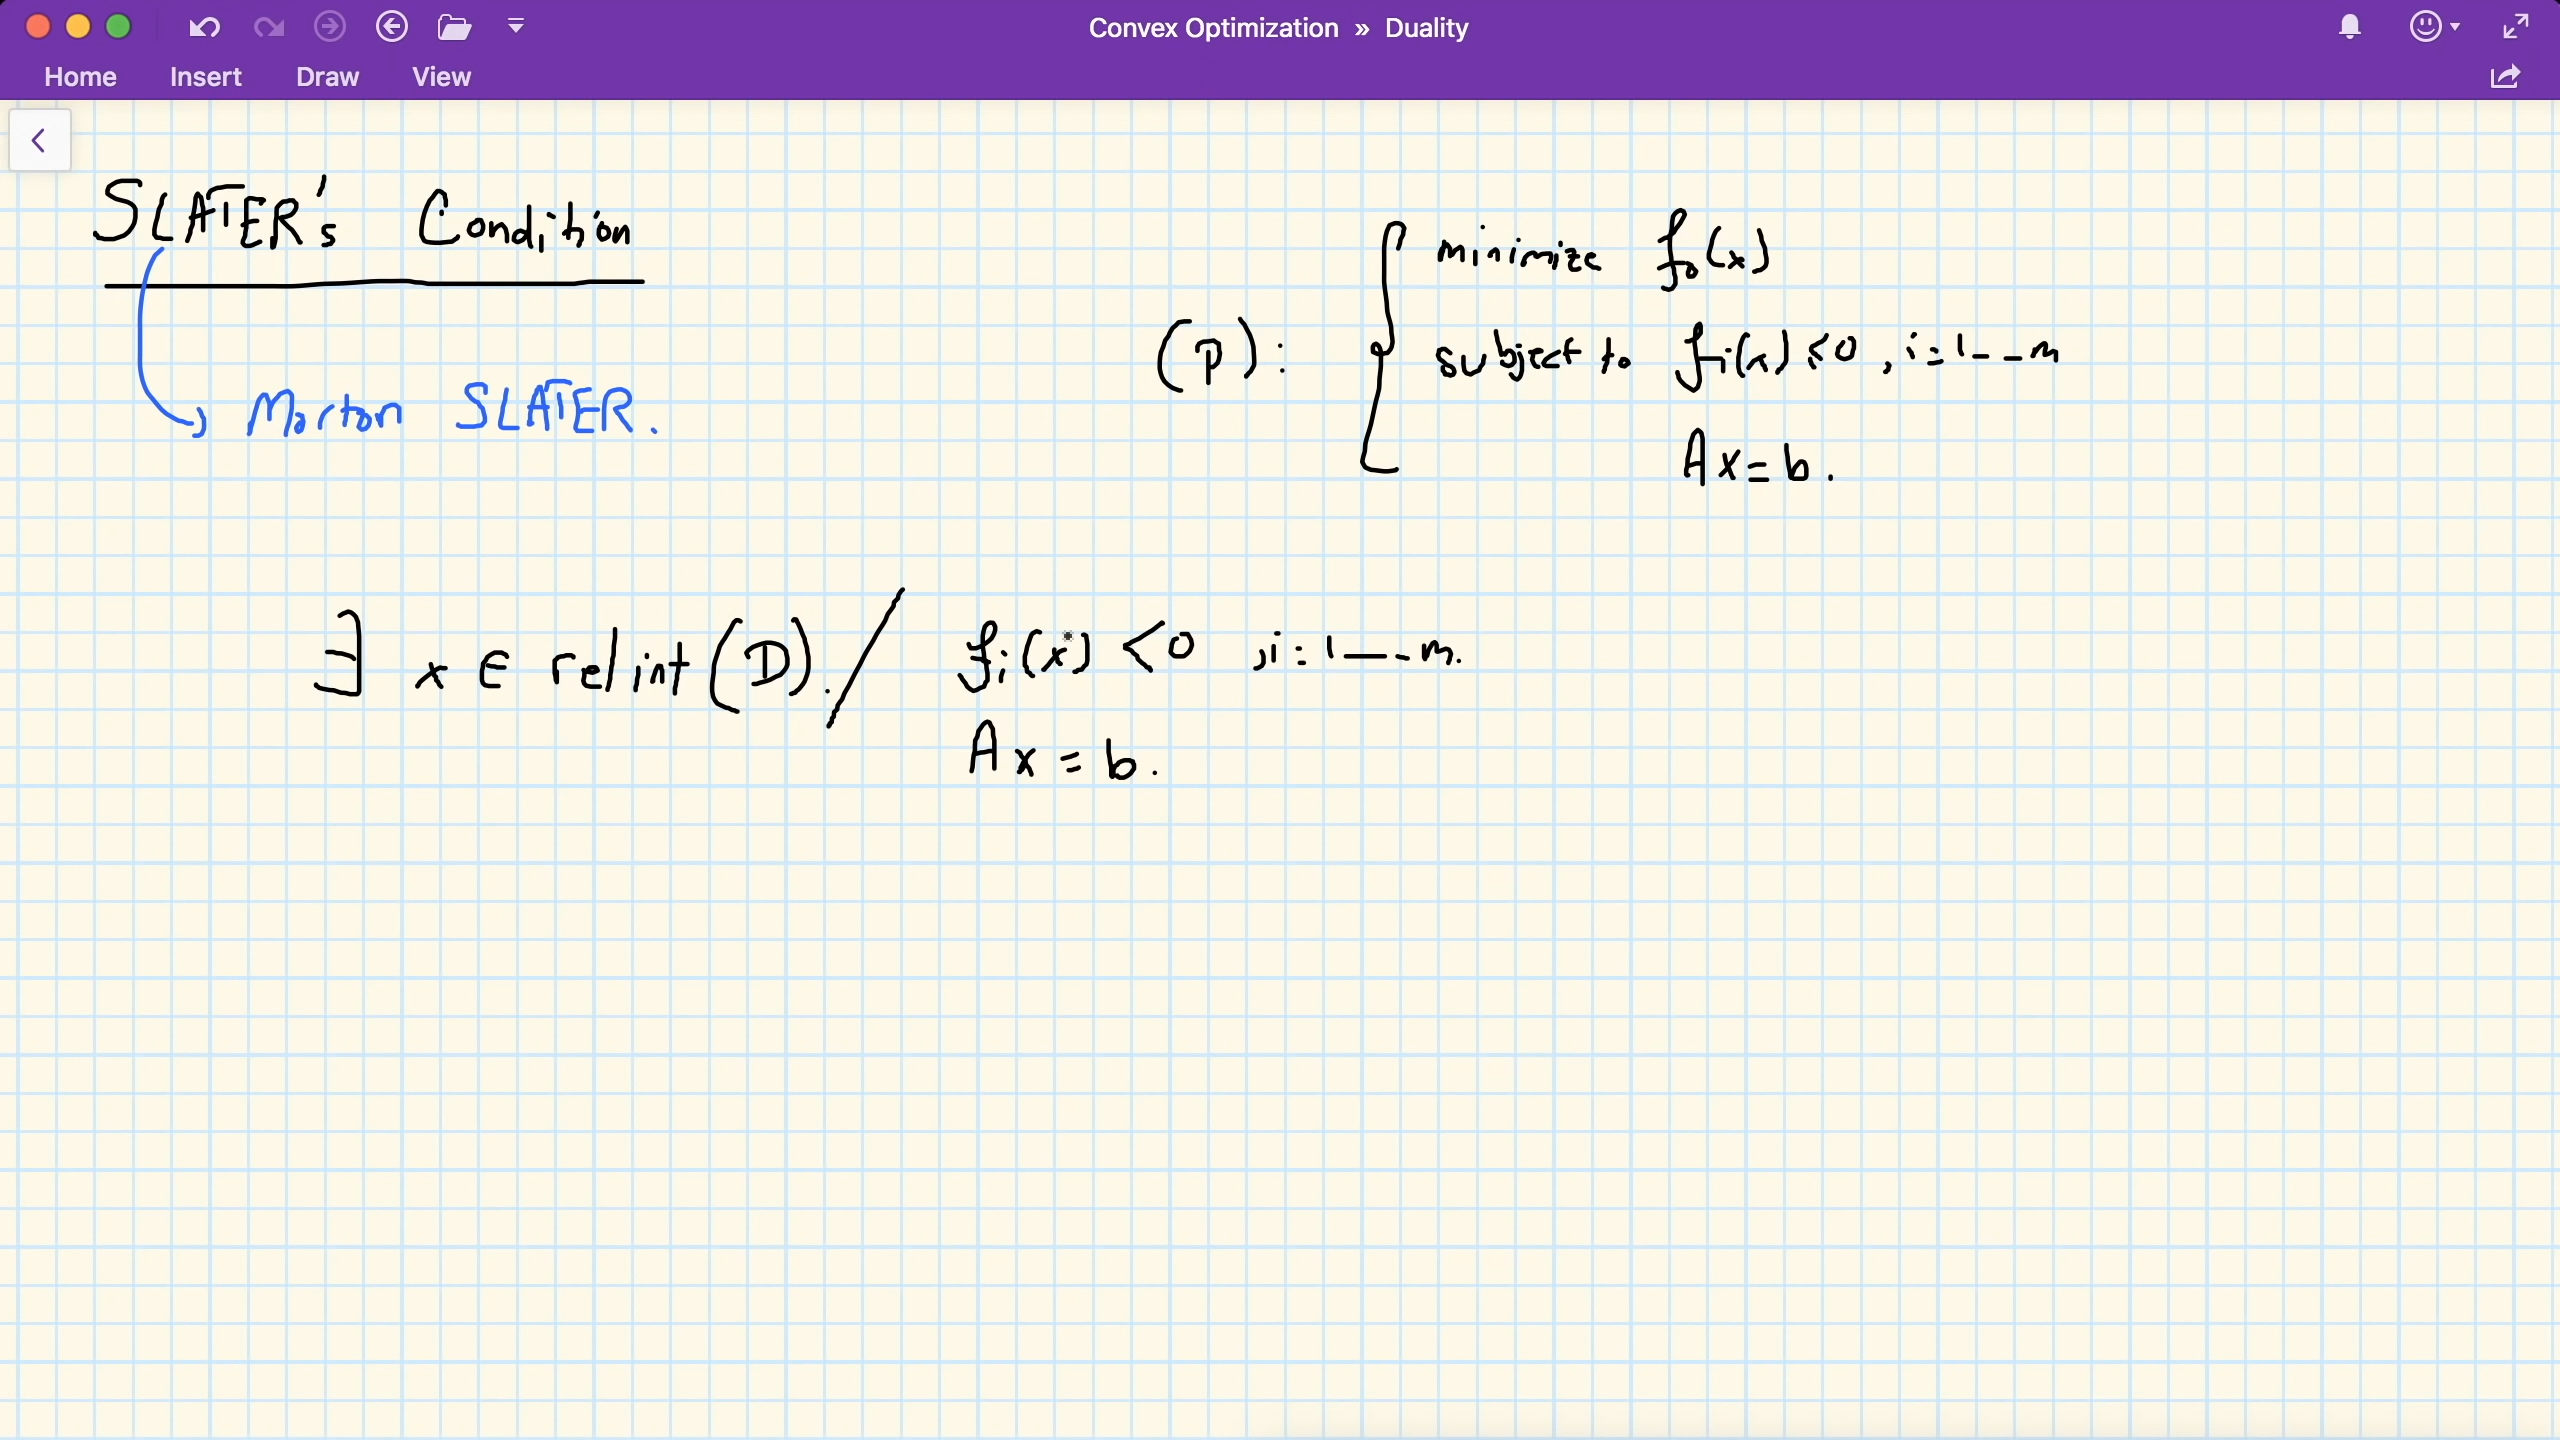 Convex Optimization » Duality
Home Insert Draw View
SLATER's Condition
Morton SLATER.
(P): minimize f₀(x)
subject to fᵢ(x) ≤ 0 , i = 1 - - m
Ax = b .
∃ x ∈ relint(D). / fᵢ(x) < 0 , i = 1 - - m.
Ax = b .